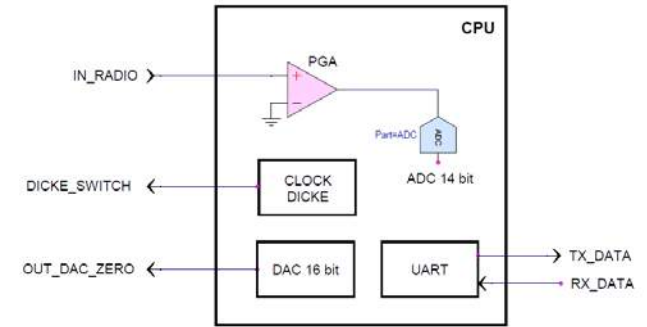 CPU
PGA
IN_RADIO
+
−
Part=ADC
ADC
ADC 14 bit
DICKE_SWITCH
CLOCK
DICKE
OUT_DAC_ZERO
DAC 16 bit
UART
TX_DATA
RX_DATA